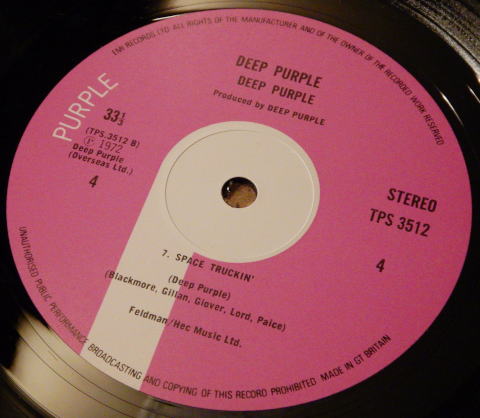 EMI RECORDS LTD ALL RIGHTS OF THE MANUFACTURER AND OF THE OWNER OF THE RECORDED WORK RESERVED
DEEP PURPLE
DEEP PURPLE
Produced by DEEP PURPLE
PURPLE
33⅓
(TPS.3512 B)
Ⓟ 1972
Deep Purple
(Overseas Ltd.)
4
STEREO
TPS 3512
4
7. SPACE TRUCKIN'
(Deep Purple)
(Blackmore, Gillan, Glover, Lord, Paice)
Feldman/Hec Music Ltd.
UNAUTHORISED PUBLIC PERFORMANCE BROADCASTING AND COPYING OF THIS RECORD PROHIBITED MADE IN GT BRITAIN